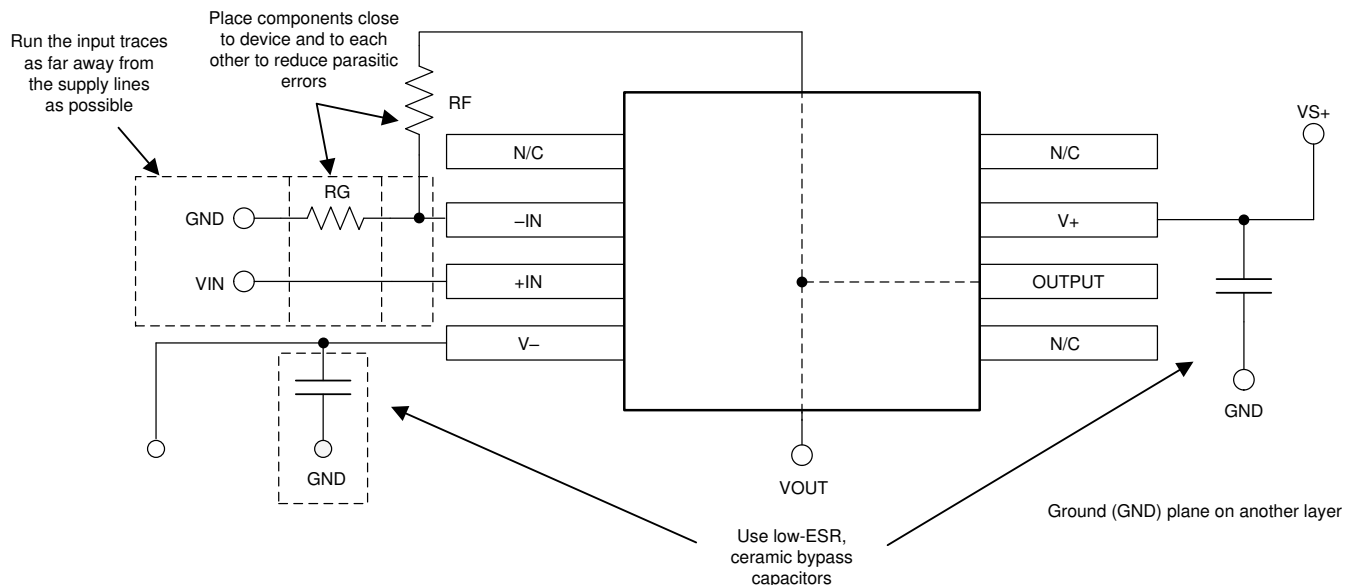 Place components close
to device and to each
other to reduce parasitic
errors
Run the input traces
as far away from
the supply lines
as possible
RF
VS+
N/C
N/C
RG
GND
–IN
V+
VIN
+IN
OUTPUT
V–
N/C
GND
GND
VOUT
Ground (GND) plane on another layer
Use low-ESR,
ceramic bypass
capacitors